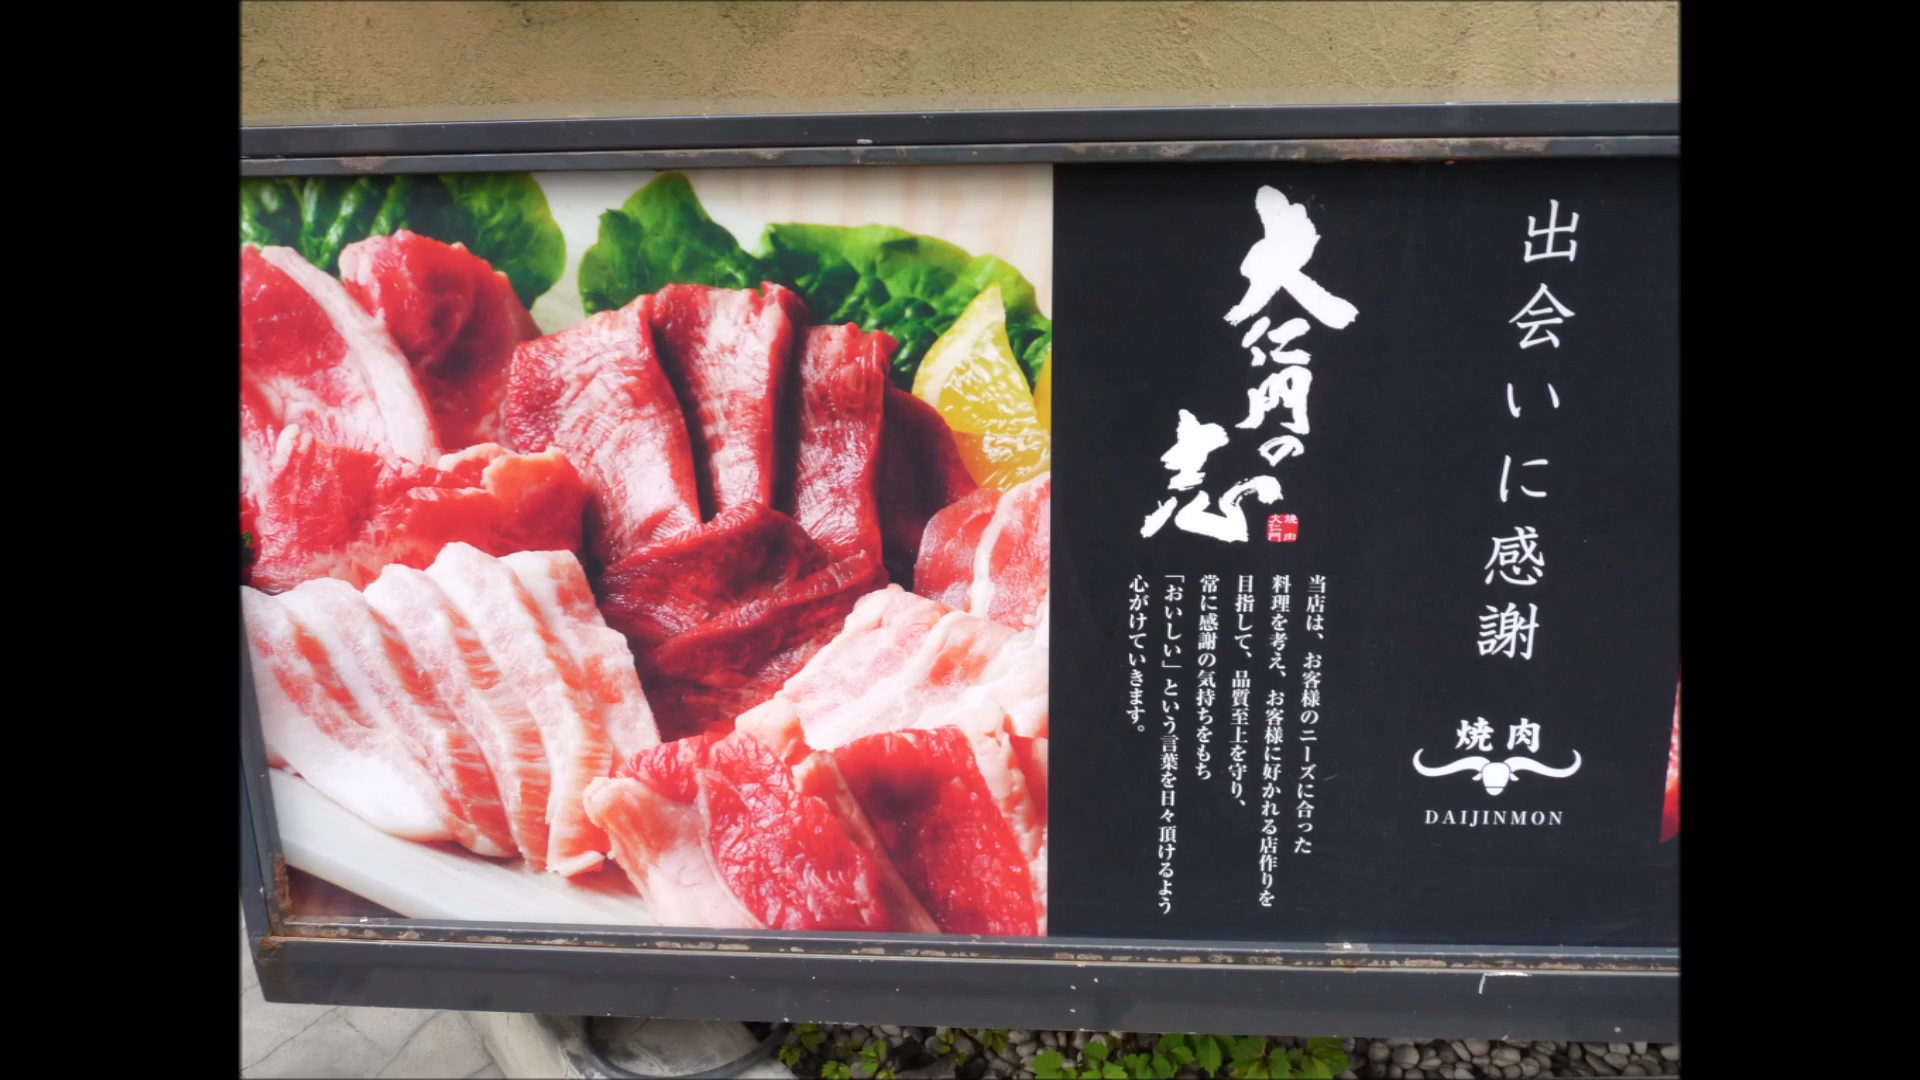 出会いに感謝
焼肉
DAIJINMON
大仁門の志
焼肉
大仁門
当店は、お客様のニーズに合った
料理を考え、お客様に好かれる店作りを
目指して、品質至上を守り、
常に感謝の気持ちをもち
「おいしい」という言葉を日々頂けるよう
心がけていきます。